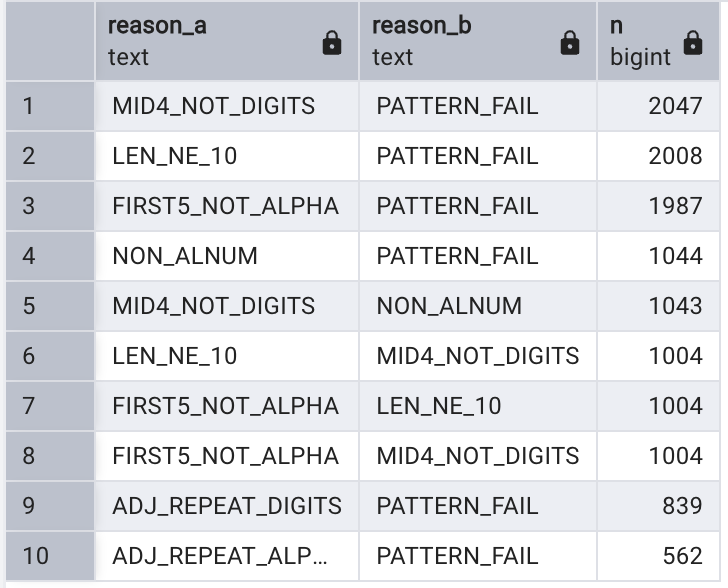 reason_a reason_b n
text text bigint
1 MID4_NOT_DIGITS PATTERN_FAIL 2047
2 LEN_NE_10 PATTERN_FAIL 2008
3 FIRST5_NOT_ALPHA PATTERN_FAIL 1987
4 NON_ALNUM PATTERN_FAIL 1044
5 MID4_NOT_DIGITS NON_ALNUM 1043
6 LEN_NE_10 MID4_NOT_DIGITS 1004
7 FIRST5_NOT_ALPHA LEN_NE_10 1004
8 FIRST5_NOT_ALPHA MID4_NOT_DIGITS 1004
9 ADJ_REPEAT_DIGITS PATTERN_FAIL 839
10 ADJ_REPEAT_ALP... PATTERN_FAIL 562